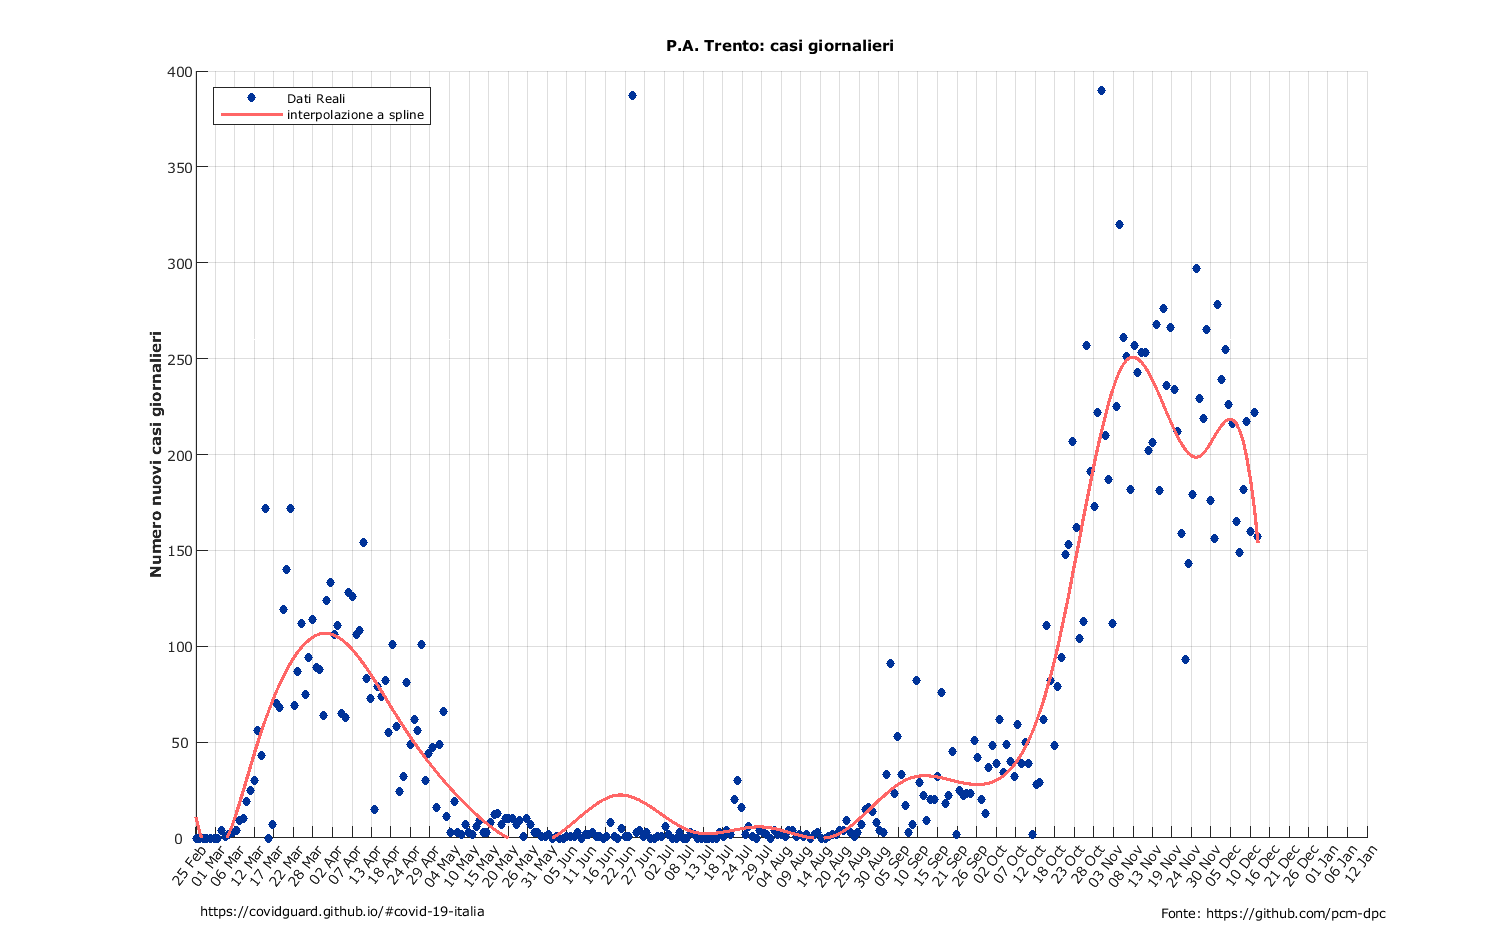 P.A. Trento: casi giornalieri
400
350
300
250
200
150
100
50
0
Dati Reali
interpolazione a spline
Numero nuovi casi giornalieri
25 Feb
01 Mar
06 Mar
12 Mar
17 Mar
22 Mar
28 Mar
02 Apr
07 Apr
13 Apr
18 Apr
24 Apr
29 Apr
04 May
10 May
15 May
20 May
26 May
31 May
05 Jun
11 Jun
16 Jun
22 Jun
27 Jun
02 Jul
08 Jul
13 Jul
18 Jul
24 Jul
29 Jul
04 Aug
09 Aug
14 Aug
20 Aug
25 Aug
30 Aug
05 Sep
10 Sep
15 Sep
21 Sep
26 Sep
02 Oct
07 Oct
12 Oct
18 Oct
23 Oct
28 Oct
03 Nov
08 Nov
13 Nov
19 Nov
24 Nov
30 Nov
05 Dec
10 Dec
16 Dec
21 Dec
26 Dec
01 Jan
06 Jan
12 Jan
https://covidguard.github.io/#covid-19-italia
Fonte: https://github.com/pcm-dpc